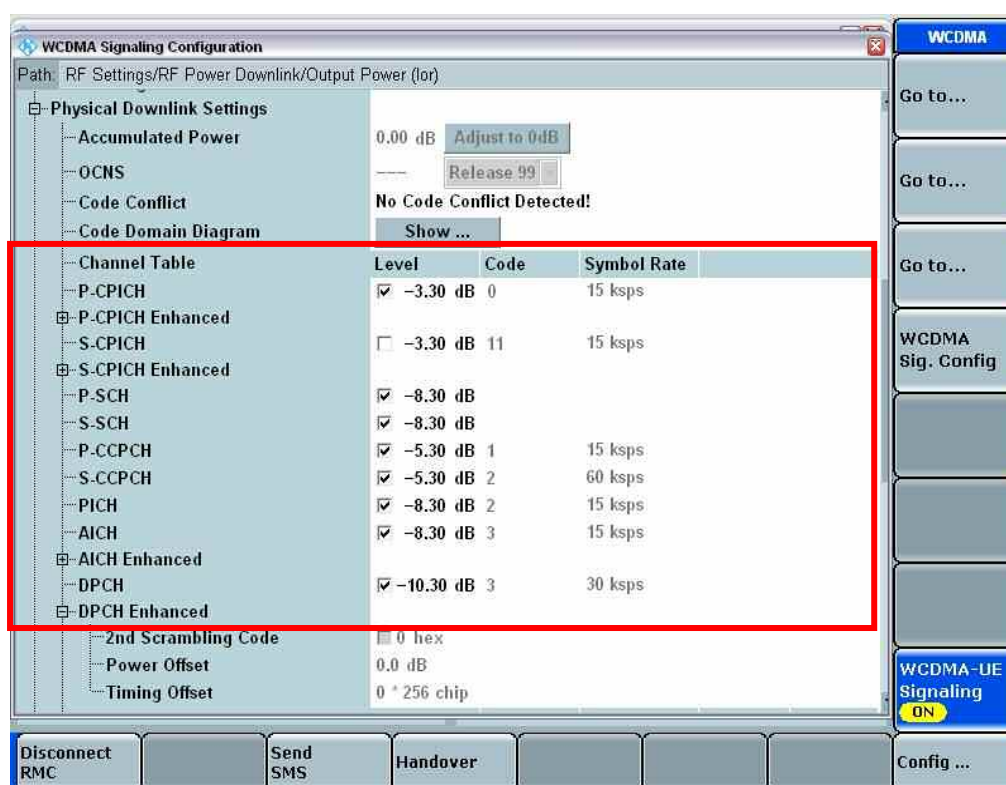 WCDMA Signaling Configuration
WCDMA
Path: RF Settings/RF Power Downlink/Output Power (Ior)
Go to...
Physical Downlink Settings
Accumulated Power 0.00 dB Adjust to 0dB
OCNS --- Release 99
Go to...
Code Conflict No Code Conflict Detected!
Code Domain Diagram Show ...
Channel Table Level Code Symbol Rate
Go to...
P-CPICH -3.30 dB 0 15 ksps
P-CPICH Enhanced
S-CPICH -3.30 dB 11 15 ksps
WCDMA
Sig. Config
S-CPICH Enhanced
P-SCH -8.30 dB
S-SCH -8.30 dB
P-CCPCH -5.30 dB 1 15 ksps
S-CCPCH -5.30 dB 2 60 ksps
PICH -8.30 dB 2 15 ksps
AICH -8.30 dB 3 15 ksps
AICH Enhanced
DPCH -10.30 dB 3 30 ksps
DPCH Enhanced
2nd Scrambling Code 0 hex
Power Offset 0.0 dB
Timing Offset 0 * 256 chip
WCDMA-UE
Signaling
ON
Disconnect
RMC
Send
SMS
Handover
Config ...